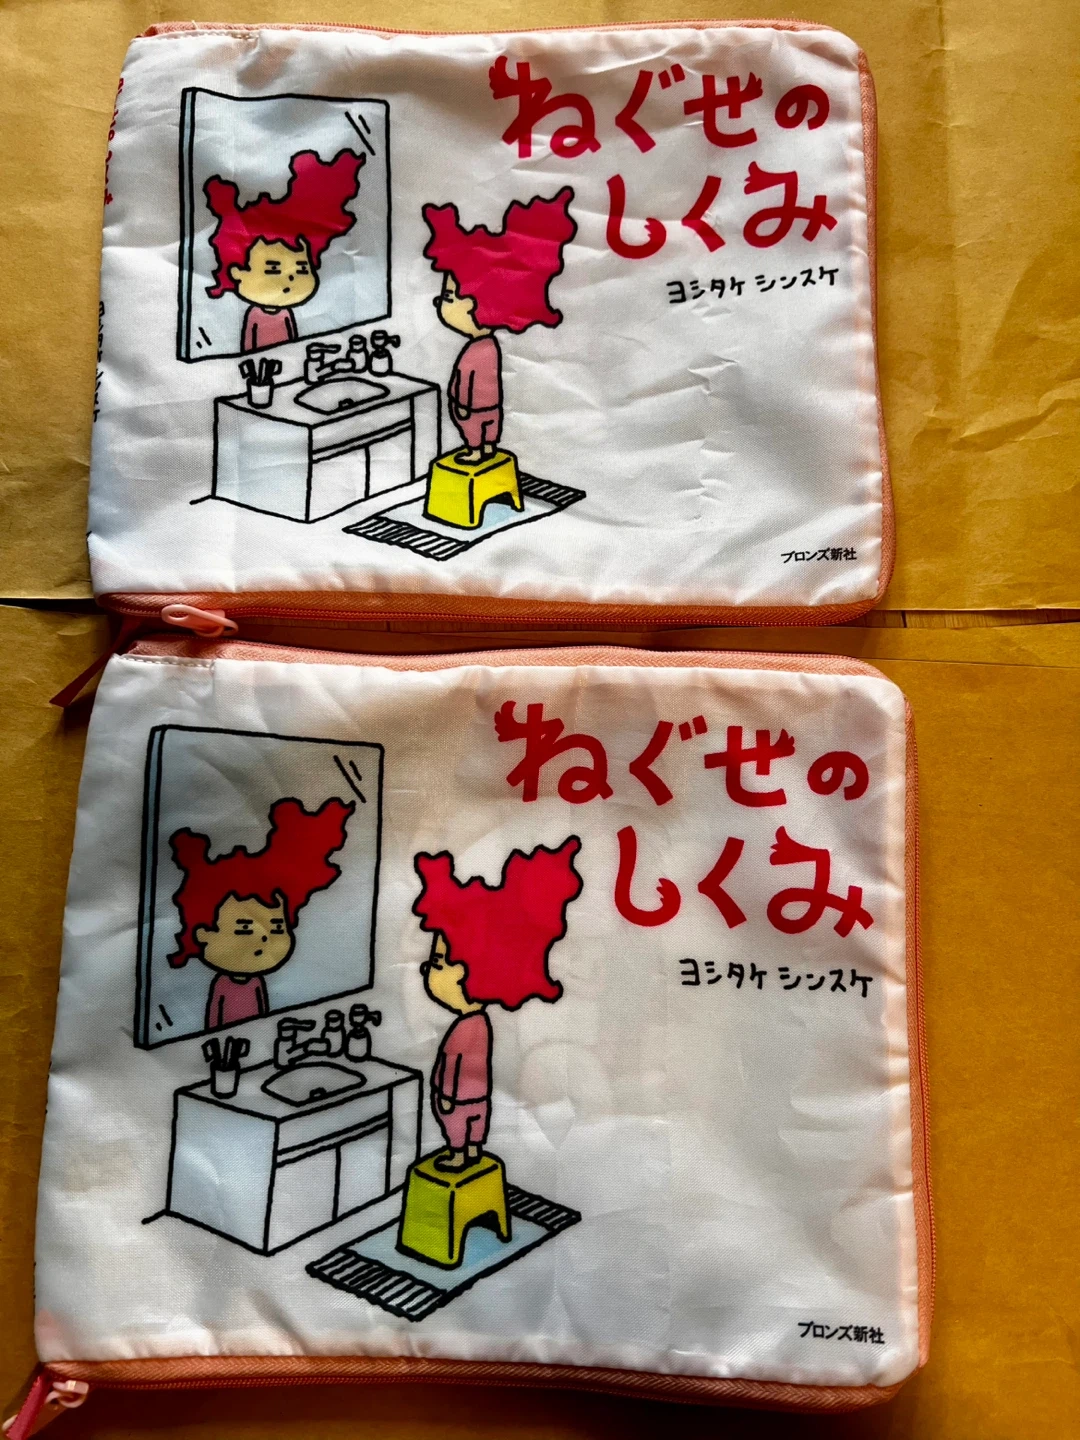 ねぐせの
しくみ
ヨシタケ シンスケ
ブロンズ新社
ねぐせの
しくみ
ヨシタケ シンスケ
ブロンズ新社